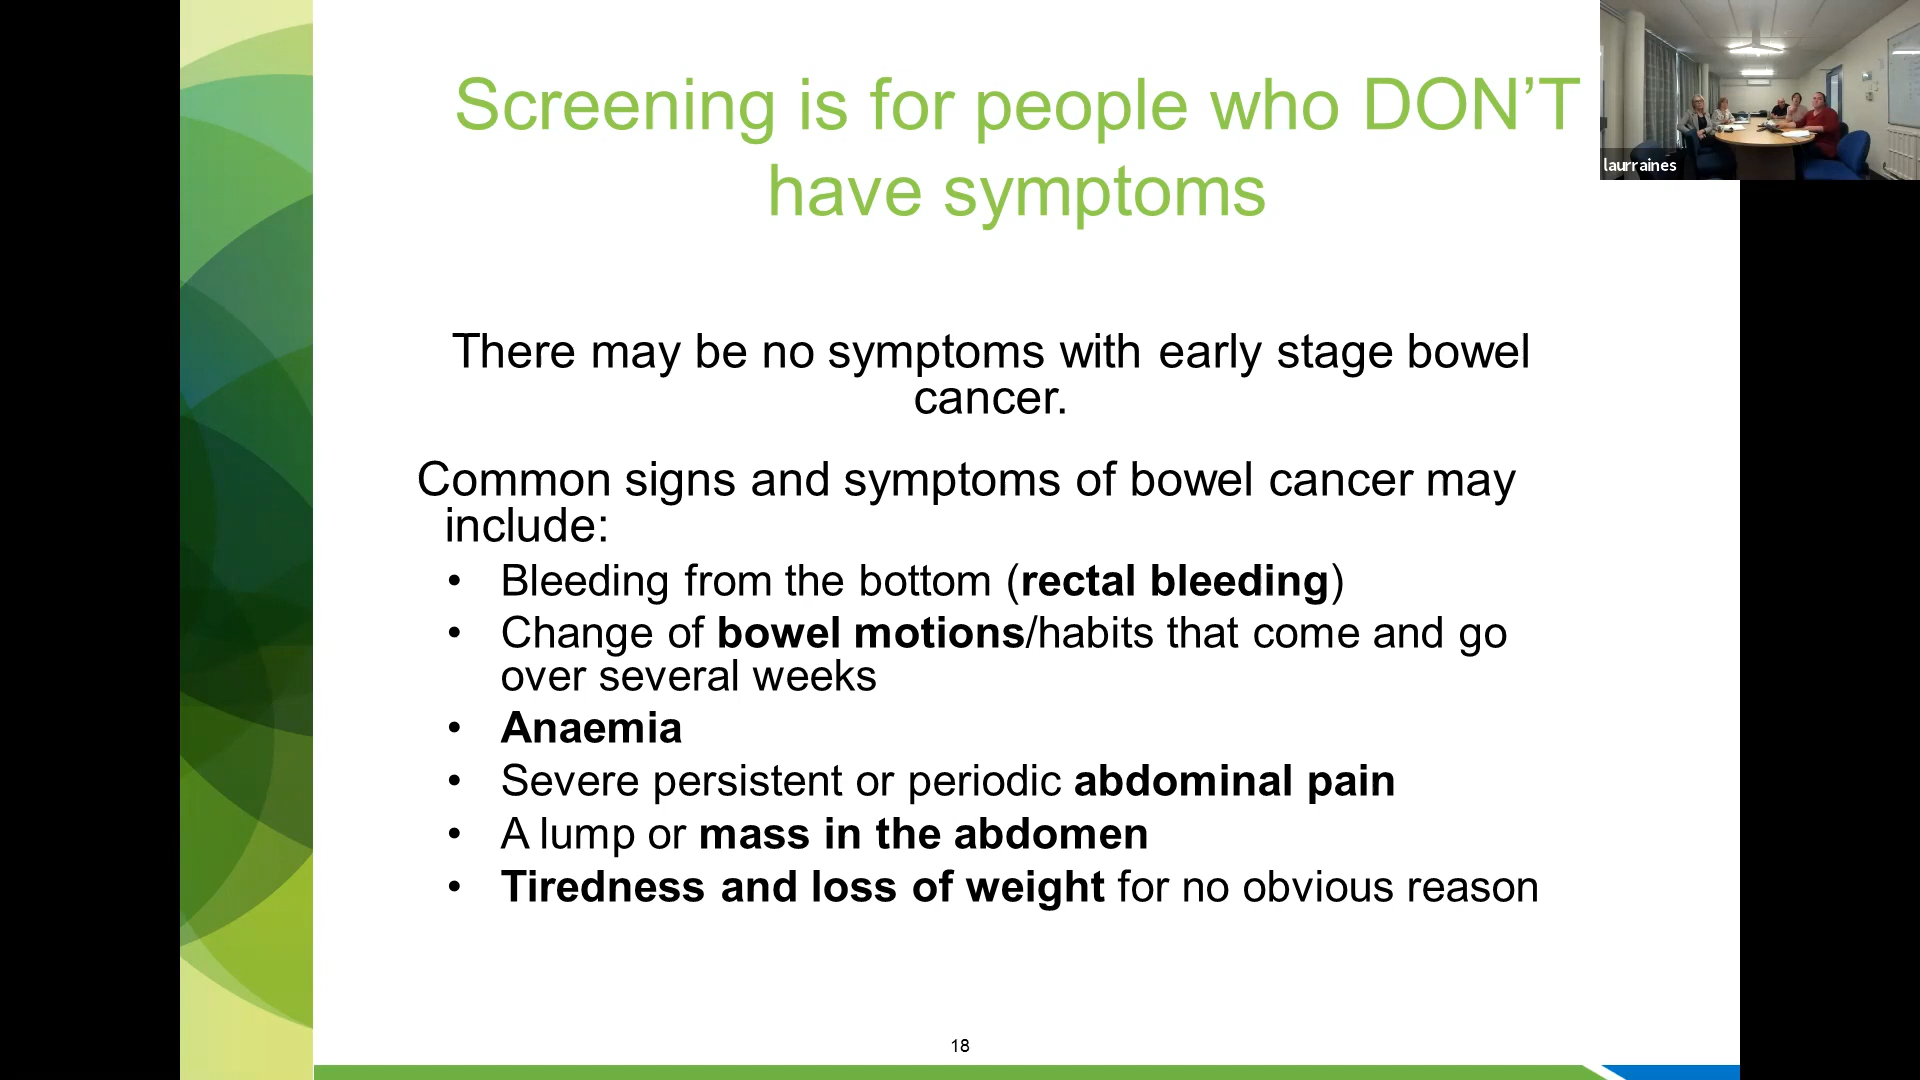 Screening is for people who DON’T
have symptoms
laurraines
There may be no symptoms with early stage bowel
cancer.
Common signs and symptoms of bowel cancer may
include:
• Bleeding from the bottom (rectal bleeding)
• Change of bowel motions/habits that come and go
over several weeks
• Anaemia
• Severe persistent or periodic abdominal pain
• A lump or mass in the abdomen
• Tiredness and loss of weight for no obvious reason
18